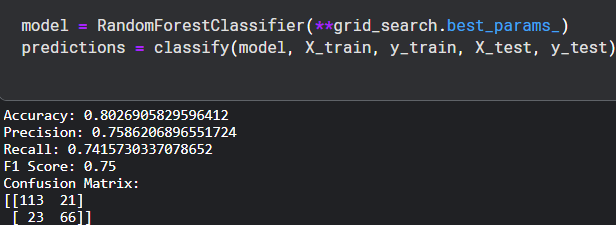 model = RandomForestClassifier(**grid_search.best_params_)
predictions = classify(model, X_train, y_train, X_test, y_test)
Accuracy: 0.8026905829596412
Precision: 0.7586206896551724
Recall: 0.7415730337078652
F1 Score: 0.75
Confusion Matrix:
[[113  21]
 [ 23  66]]